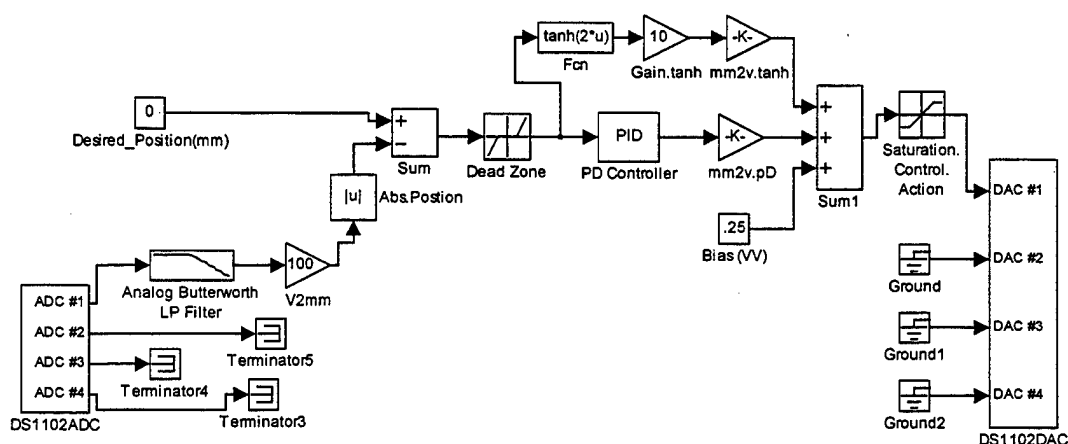 tanh(2*u)
Fcn
10
Gain.tanh
-K-
mm2v.tanh
0
Desired_Position(mm)
+
−
Sum
Dead Zone
PID
PD Controller
-K-
mm2v.pD
+
+
+
Sum1
Saturation.
Control.
Action
|u|
Abs.Postion
.25
Bias (VV)
Analog Butterworth
LP Filter
100
V2mm
ADC #1
ADC #2
ADC #3
ADC #4
DS1102ADC
Terminator5
Terminator4
Terminator3
Ground
Ground1
Ground2
DAC #1
DAC #2
DAC #3
DAC #4
DS1102DAC